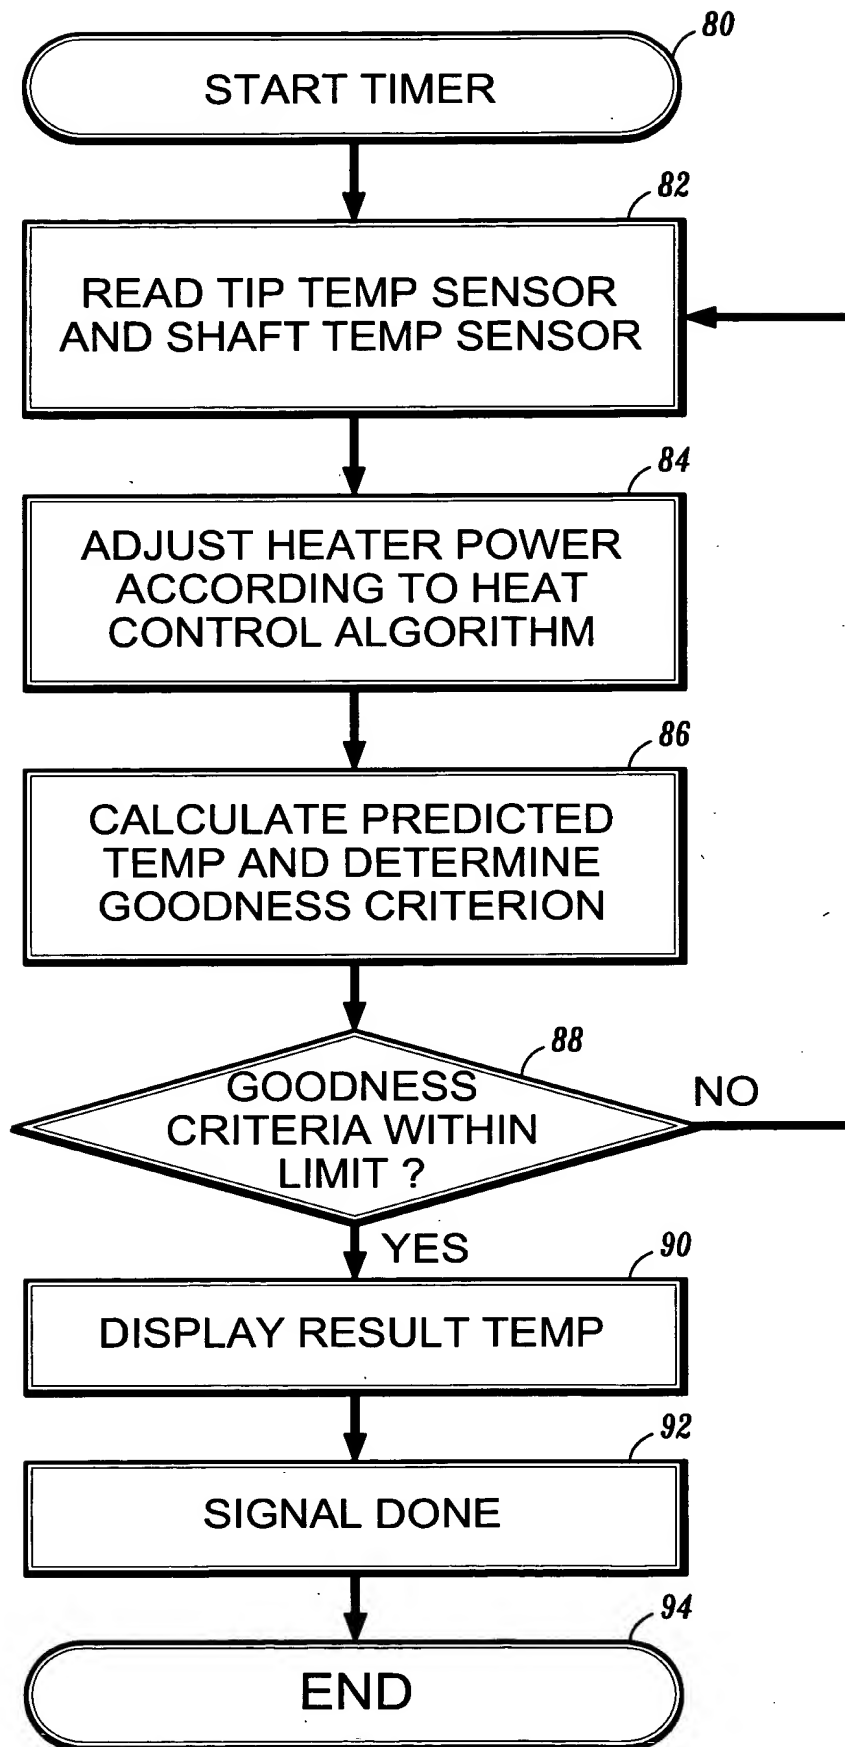 80
START TIMER
82
READ TIP TEMP SENSOR
AND SHAFT TEMP SENSOR
84
ADJUST HEATER POWER
ACCORDING TO HEAT
CONTROL ALGORITHM
86
CALCULATE PREDICTED
TEMP AND DETERMINE
GOODNESS CRITERION
88
GOODNESS
CRITERIA WITHIN
LIMIT ?
NO
YES
90
DISPLAY RESULT TEMP
92
SIGNAL DONE
94
END